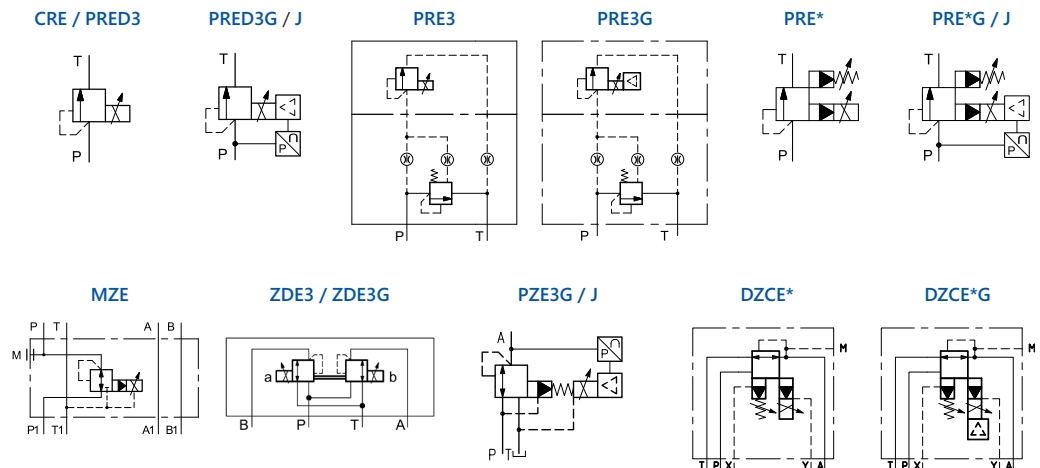 CRE / PRED3
PRED3G / J
PRE3
PRE3G
PRE*
PRE*G / J
T
P
T
P
P
P
T
P
T
T
P
T
P
P
MZE
ZDE3 / ZDE3G
PZE3G / J
DZCE*
DZCE*G
P T A B
M
P1 T1 A1 B1
a b
B P T A
A
P
P T
M
T P X Y A
M
T P X Y A